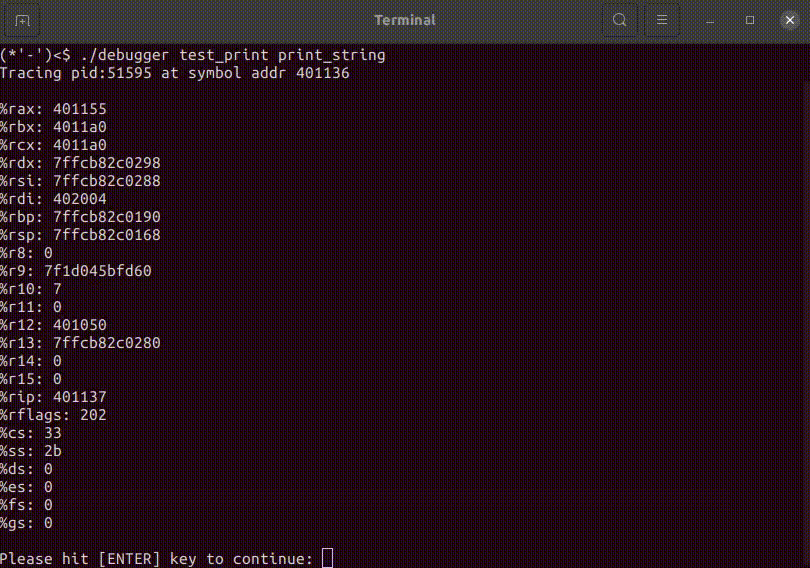 Terminal
(*'-')<$ ./debugger test_print print_string
Tracing pid:51595 at symbol addr 401136
%rax: 401155
%rbx: 4011a0
%rcx: 4011a0
%rdx: 7ffcb82c0298
%rsi: 7ffcb82c0288
%rdi: 402004
%rbp: 7ffcb82c0190
%rsp: 7ffcb82c0168
%r8: 0
%r9: 7f1d045bfd60
%r10: 7
%r11: 0
%r12: 401050
%r13: 7ffcb82c0280
%r14: 0
%r15: 0
%rip: 401137
%rflags: 202
%cs: 33
%ss: 2b
%ds: 0
%es: 0
%fs: 0
%gs: 0
Please hit [ENTER] key to continue: